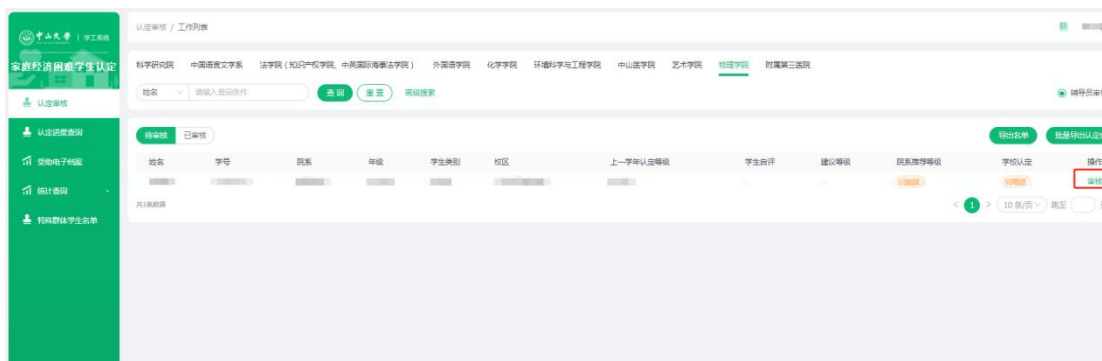 中山大学 | 学工系统
认定审核 / 工作列表
家庭经济困难学生认定
科学研究院 中国语言文学系 法学院(知识产权学院、中英国际海事法学院) 外国语学院 化学学院 环境科学与工程学院 中山医学院 艺术学院 物理学院 附属第三医院
姓名 请输入查询条件 查询 重置 高级搜索 辅导员审
认定审核
认定进度查询
受助电子档案
统计查询
特殊群体学生名单
待审核 已审核 导出名单 批量导出认定
姓名 学号 院系 年级 学生类别 校区 上一学年认定等级 学生自评 建议等级 院系推荐等级 学校认定 操作
审核
共1条数据 < 1 > 10 条/页 跳至